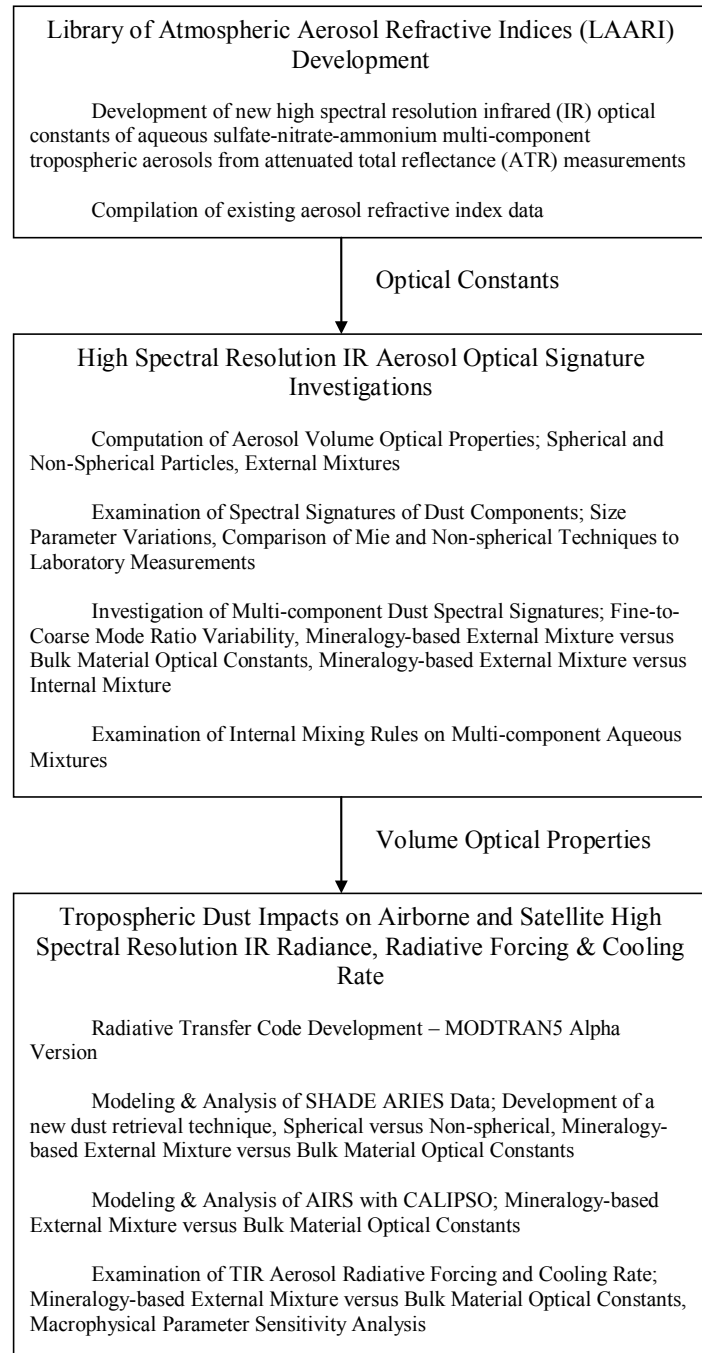 Library of Atmospheric Aerosol Refractive Indices (LAARI)
Development
Development of new high spectral resolution infrared (IR) optical
constants of aqueous sulfate-nitrate-ammonium multi-component
tropospheric aerosols from attenuated total reflectance (ATR) measurements
Compilation of existing aerosol refractive index data
Optical Constants
High Spectral Resolution IR Aerosol Optical Signature
Investigations
Computation of Aerosol Volume Optical Properties; Spherical and
Non-Spherical Particles, External Mixtures
Examination of Spectral Signatures of Dust Components; Size
Parameter Variations, Comparison of Mie and Non-spherical Techniques to
Laboratory Measurements
Investigation of Multi-component Dust Spectral Signatures; Fine-to-
Coarse Mode Ratio Variability, Mineralogy-based External Mixture versus
Bulk Material Optical Constants, Mineralogy-based External Mixture versus
Internal Mixture
Examination of Internal Mixing Rules on Multi-component Aqueous
Mixtures
Volume Optical Properties
Tropospheric Dust Impacts on Airborne and Satellite High
Spectral Resolution IR Radiance, Radiative Forcing & Cooling
Rate
Radiative Transfer Code Development – MODTRAN5 Alpha
Version
Modeling & Analysis of SHADE ARIES Data; Development of a
new dust retrieval technique, Spherical versus Non-spherical, Mineralogy-
based External Mixture versus Bulk Material Optical Constants
Modeling & Analysis of AIRS with CALIPSO; Mineralogy-based
External Mixture versus Bulk Material Optical Constants
Examination of TIR Aerosol Radiative Forcing and Cooling Rate;
Mineralogy-based External Mixture versus Bulk Material Optical Constants,
Macrophysical Parameter Sensitivity Analysis